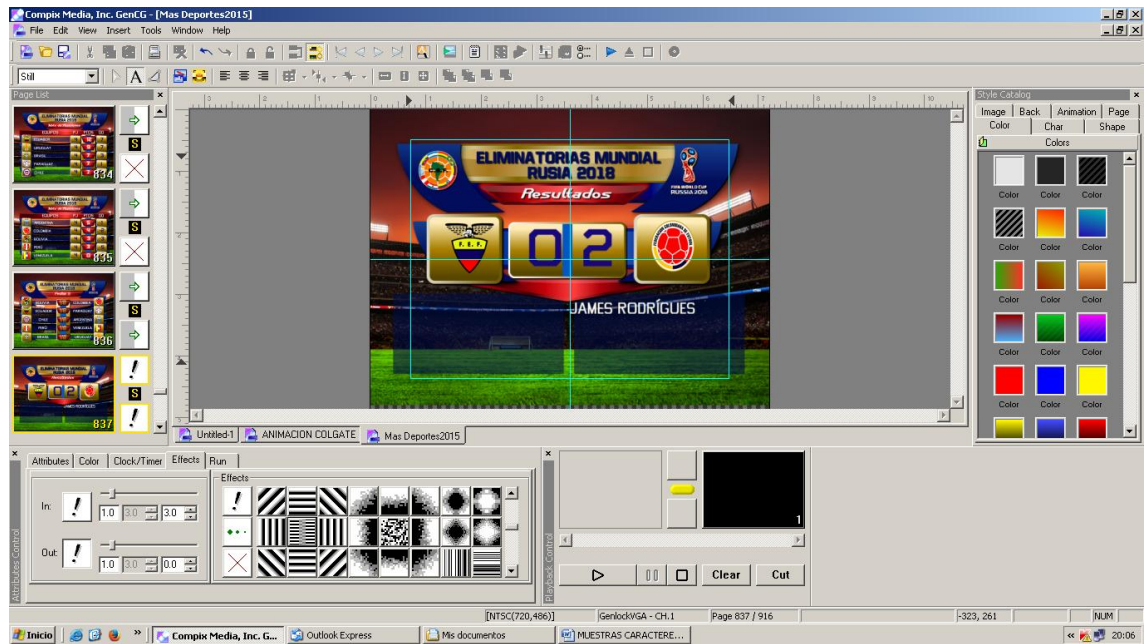 Compix Media, Inc. GenCG - [Mas Deportes2015]
File Edit View Insert Tools Window Help
Still
Page List
834
835
836
837
ELIMINATORIAS MUNDIAL
RUSIA 2018
Resultados
FIFA WORLD CUP
RUSSIA 2018
F. E. F.
0 2
JAMES RODRÍGUES
Untitled-1 ANIMACION COLGATE Mas Deportes2015
Style Catalog
Image Back Animation Page
Color Char Shape
Colors
Color Color Color
Color Color Color
Color Color Color
Color Color Color
Color Color Color
Attributes Control
Attributes Color Clock/Timer Effects Run
Effects
In: 1.0 3.0 3.0
Out: 1.0 3.0 0.0
Playback Control
1
Clear Cut
[NTSC(720,486)] GenlockVGA - CH.1 Page 837 / 916 -323, 261 NUM
Inicio Compix Media, Inc. G... Outlook Express Mis documentos MUESTRAS CARACTERE... 20:06